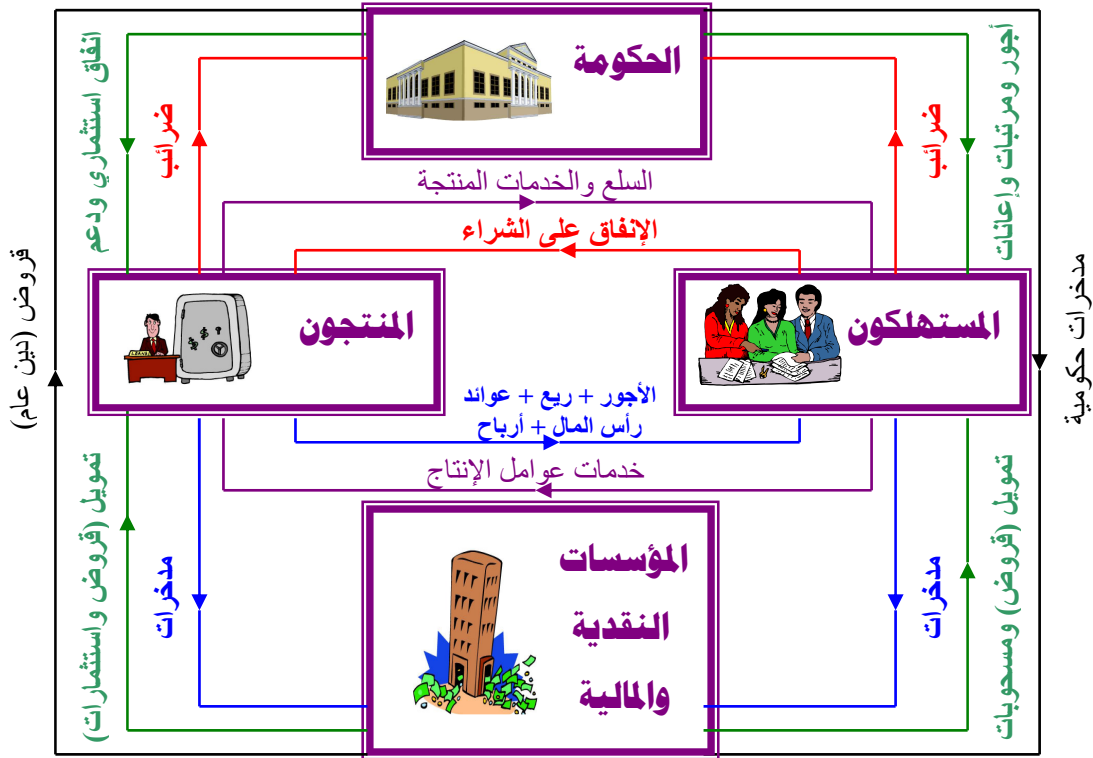 الحكومة
أجور ومرتبات وإعانات
ضرائب
ضرائب
انفاق استثماري ودعم
السلع والخدمات المنتجة
الإنفاق على الشراء
المستهلكون
المنتجون
مدخرات حكومية
قروض (دين عام)
الأجور + ريع + عوائد
رأس المال + أرباح
خدمات عوامل الإنتاج
تمويل (قروض) ومسحوبات
مدخرات
مدخرات
تمويل (قروض واستثمارات)
المؤسسات
النقدية
والمالية